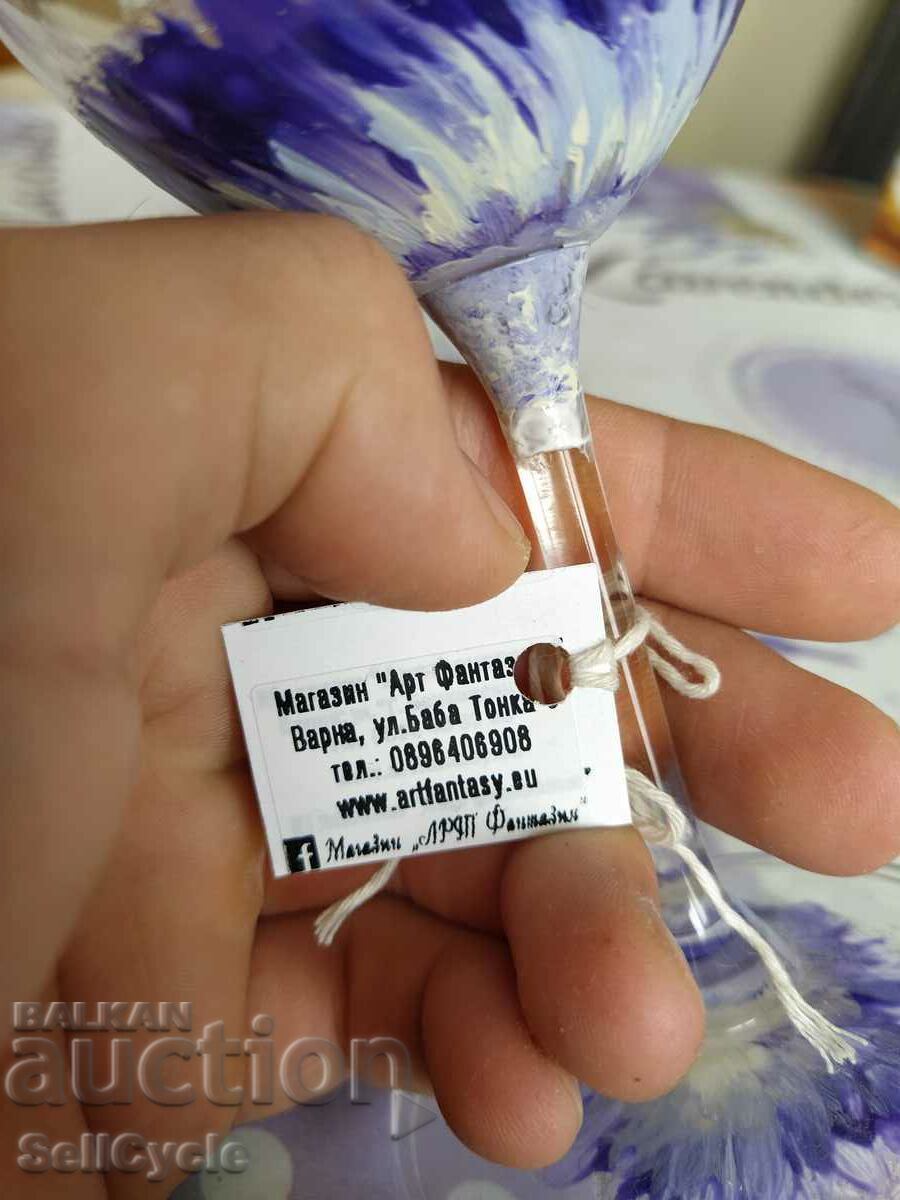 Магазин "Арт Фантаз
Варна, ул.Баба Тонка
тел.: 0896406908
www.artfantasy.eu
f Магазин „АРТ Фантазия"
BALKAN
auction
SellCycle